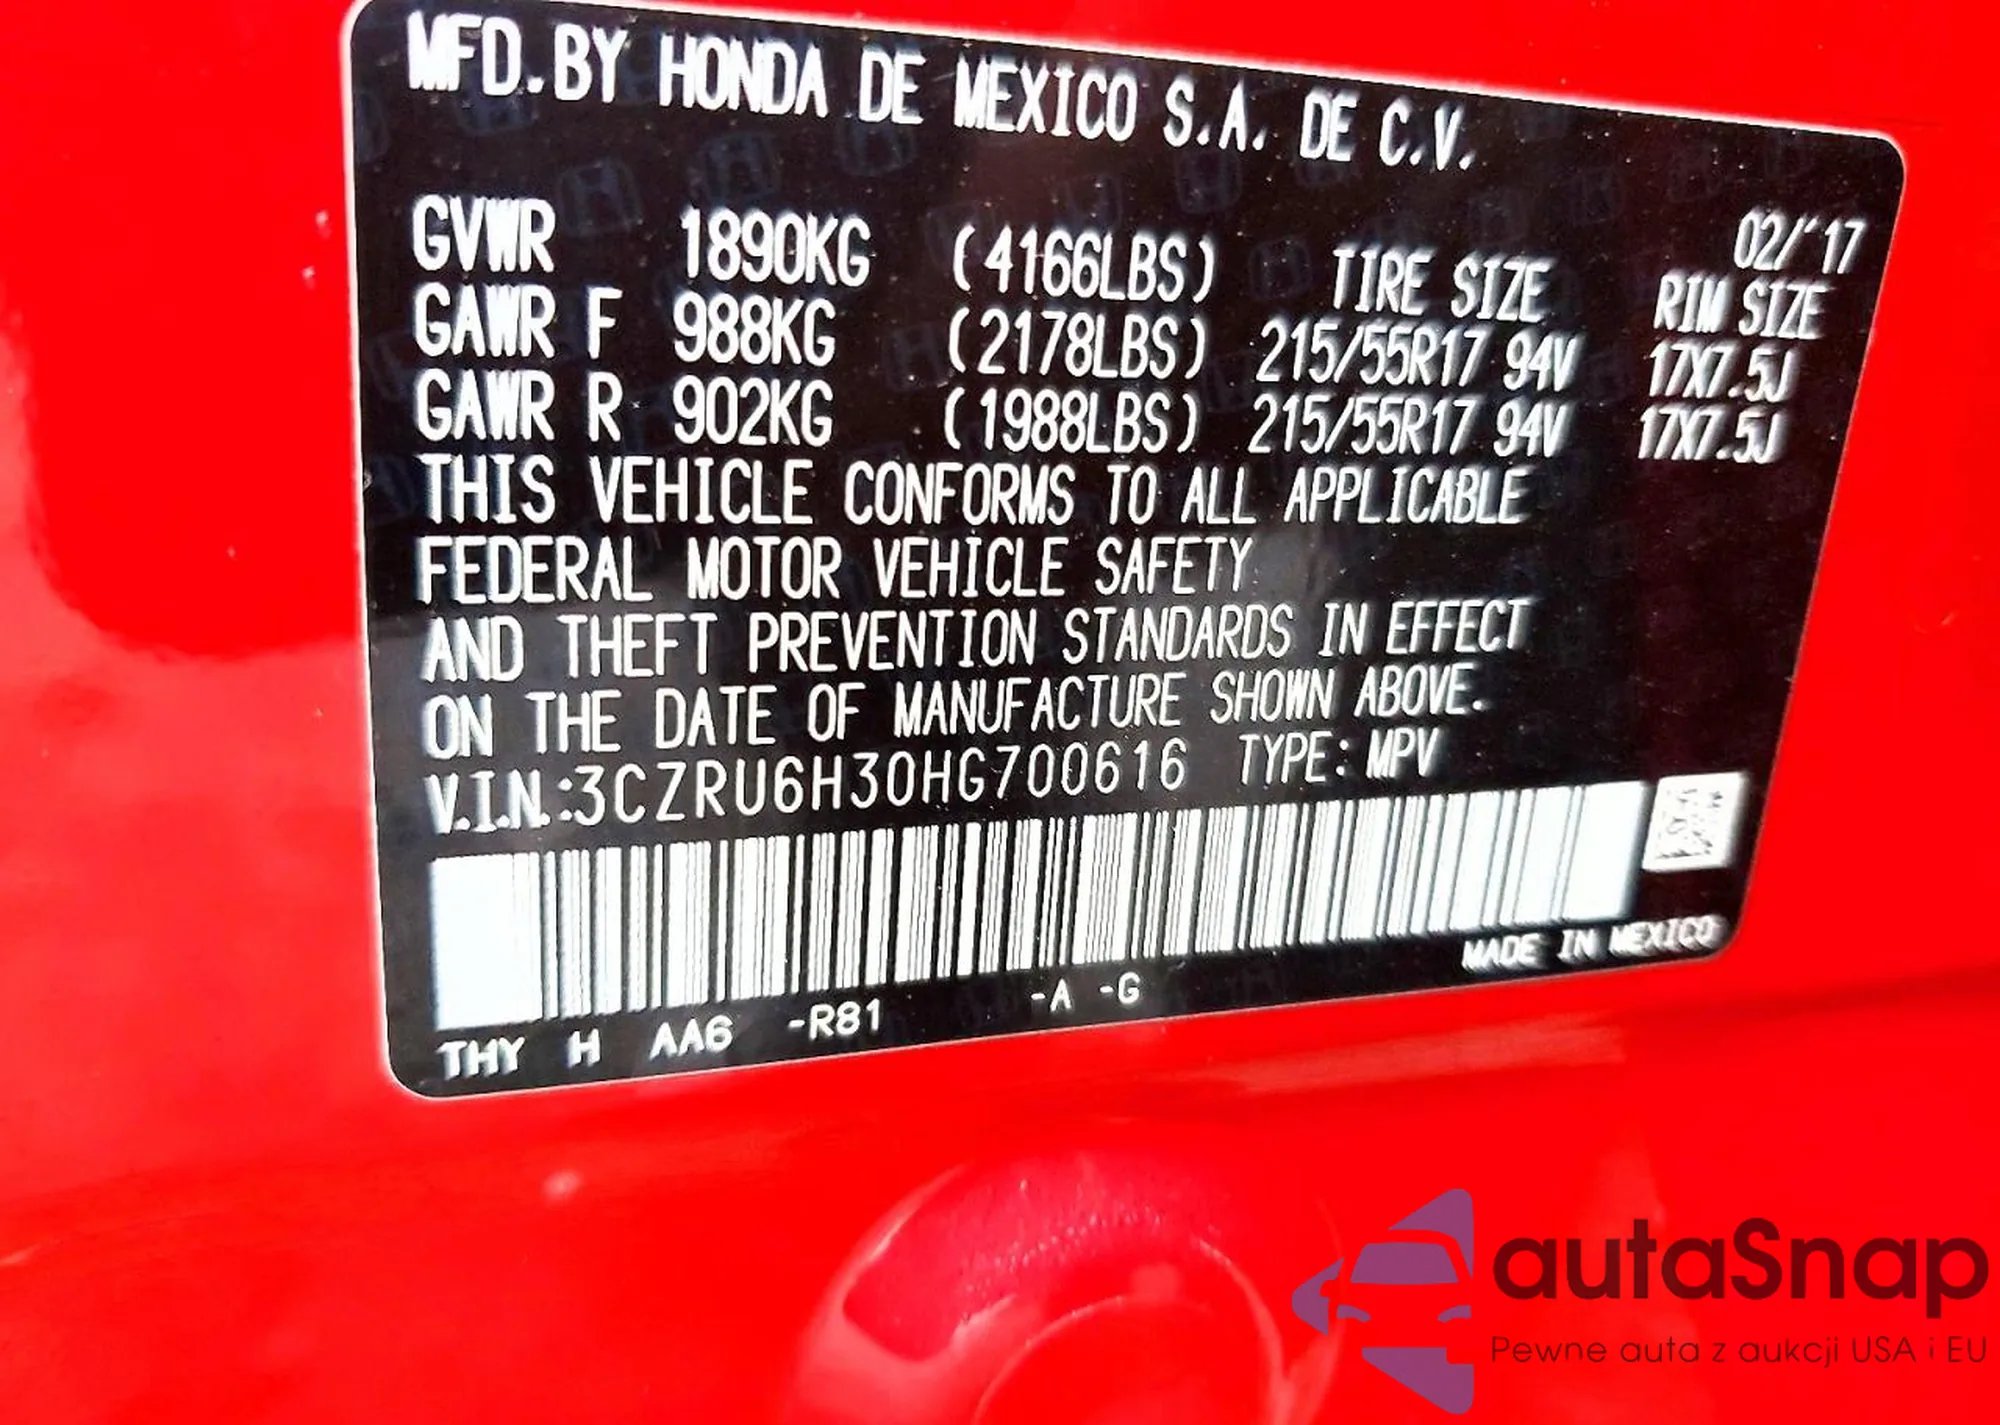 MFD.BY HONDA DE MEXICO S.A. DE C.V.
02/'17
GVWR 1890KG (4166LBS) TIRE SIZE RIM SIZE
GAWR F 988KG (2178LBS) 215/55R17 94V 17X7.5J
GAWR R 902KG (1988LBS) 215/55R17 94V 17X7.5J
THIS VEHICLE CONFORMS TO ALL APPLICABLE
FEDERAL MOTOR VEHICLE SAFETY
AND THEFT PREVENTION STANDARDS IN EFFECT
ON THE DATE OF MANUFACTURE SHOWN ABOVE.
V.I.N.:3CZRU6H30HG700616 TYPE: MPV
MADE IN MEXICO
THY H AA6 -R81 -A -G
autaSnap
Pewne auta z aukcji USA i EU